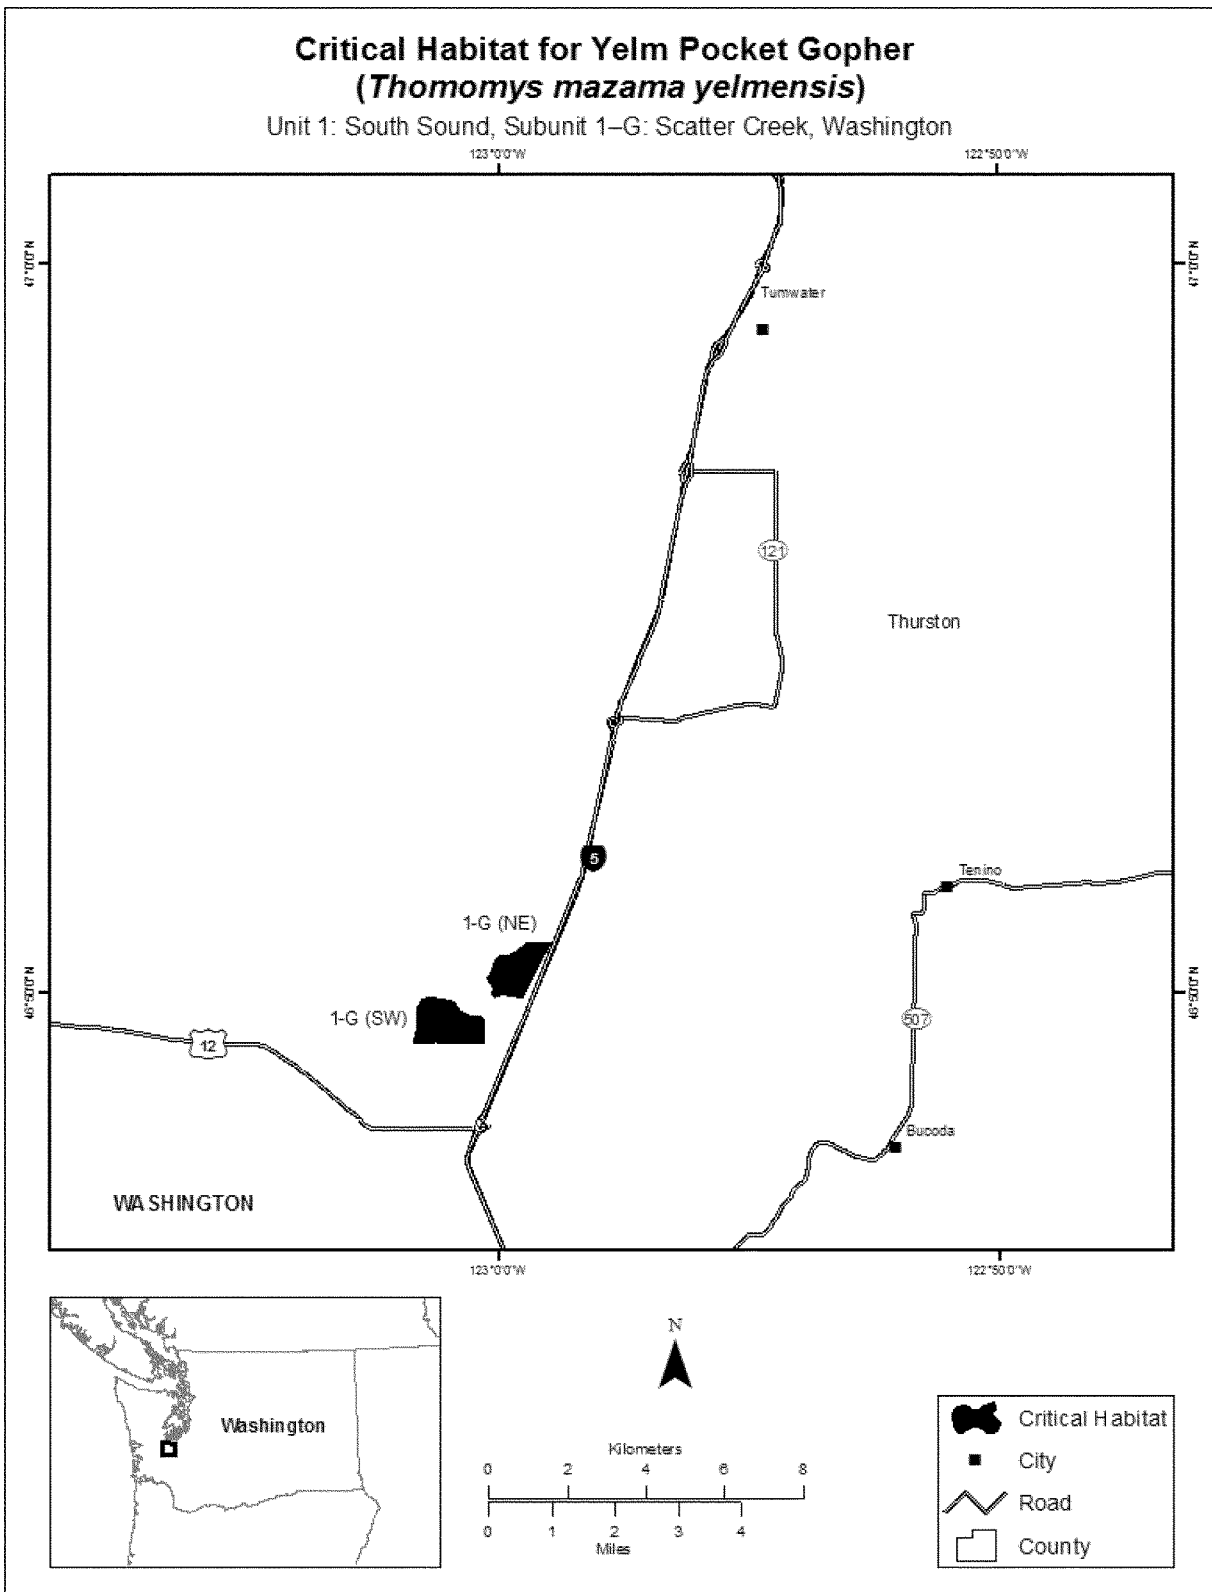 Critical Habitat for Yelm Pocket Gopher
(Thomomys mazama yelmensis)
Unit 1: South Sound, Subunit 1–G: Scatter Creek, Washington
123°0'0"W
122°50'0"W
47°0'0"N
47°0'0"N
Tumwater
121
Thurston
5
Tenino
1-G (NE)
46°50'0"N
46°50'0"N
1-G (SW)
507
12
Bucoda
WASHINGTON
123°0'0"W
122°50'0"W
N
Washington
Kilometers
0 2 4 6 8
0 1 2 3 4
Miles
Critical Habitat
City
Road
County